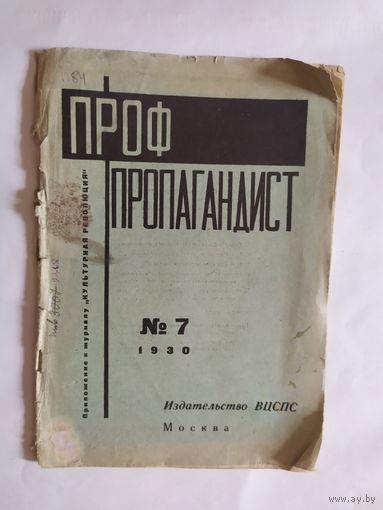 ПРОФ
ПРОПАГАНДИСТ
Приложение к журналу „КУЛЬТУРНАЯ РЕВОЛЮЦИЯ"
№ 7
1930
Издательство ВЦСПС
Москва
www.ay.by